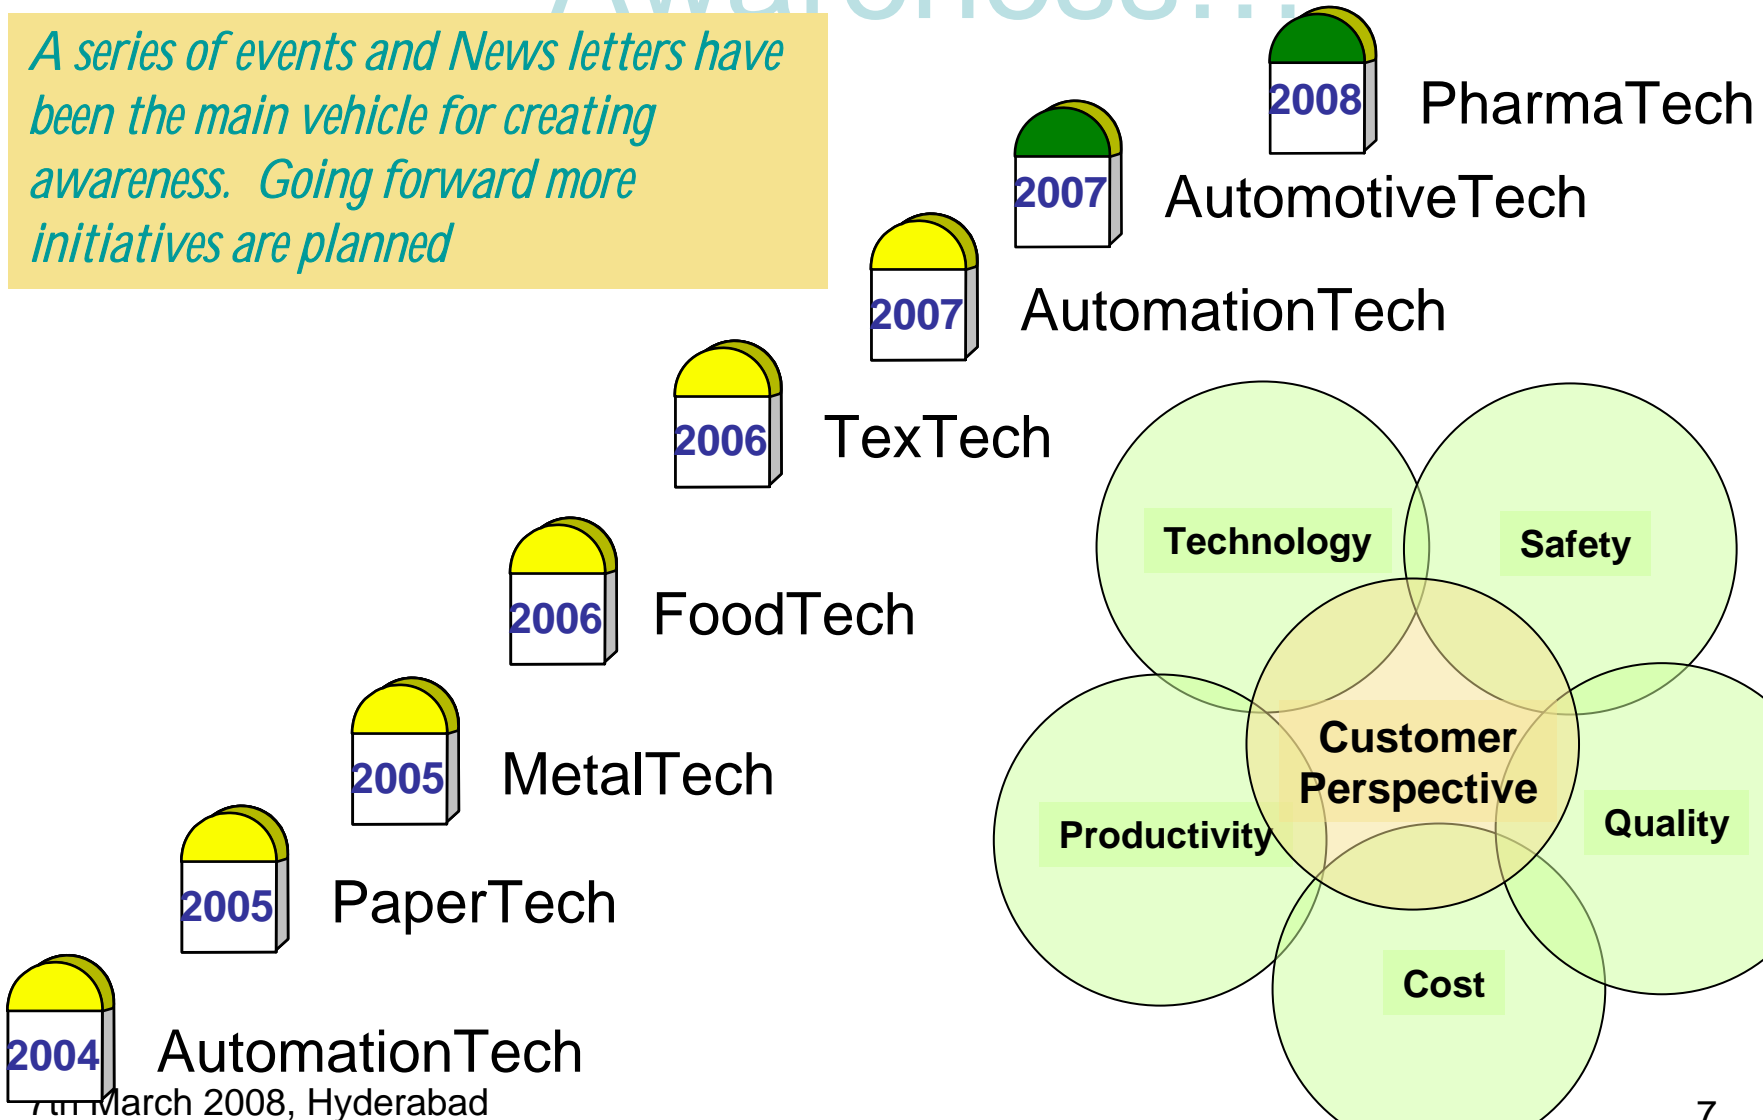 Awareness...
A series of events and News letters have
been the main vehicle for creating
awareness. Going forward more
initiatives are planned
2008 PharmaTech
2007 AutomotiveTech
2007 AutomationTech
2006 TexTech
2006 FoodTech
2005 MetalTech
2005 PaperTech
2004 AutomationTech
Technology
Safety
Customer
Perspective
Productivity
Quality
Cost
7th March 2008, Hyderabad
7